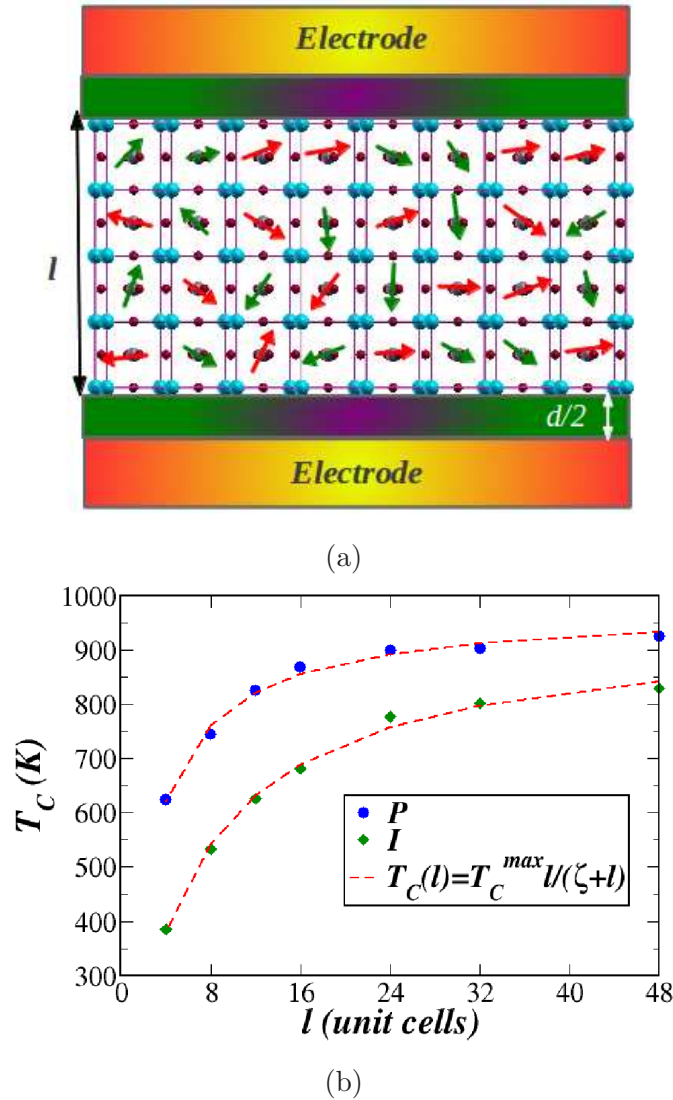 Electrode
l
d/2
Electrode
(a)
1000
900
800
700
600
500
400
300
T_C (K)
P
I
T_C(l)=T_C^max l/(ζ+l)
0 8 16 24 32 40 48
l (unit cells)
(b)